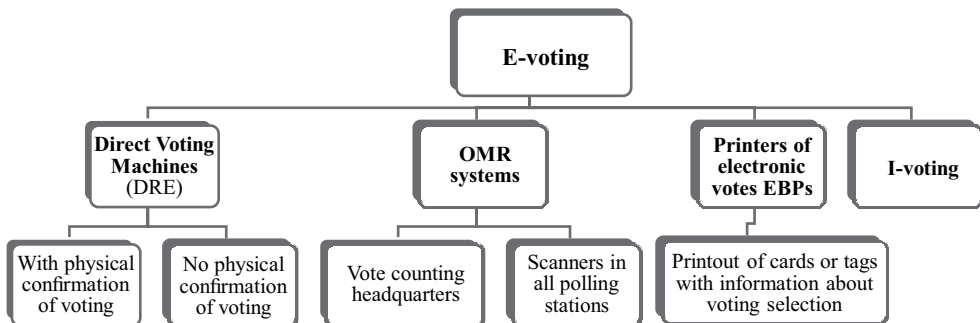 E-voting
Direct Voting
Machines
(DRE)
OMR
systems
Printers of
electronic
votes EBPs
I-voting
With physical
confirmation
of voting
No physical
confirmation
of voting
Vote counting
headquarters
Scanners in
all polling
stations
Printout of cards or tags
with information about
voting selection